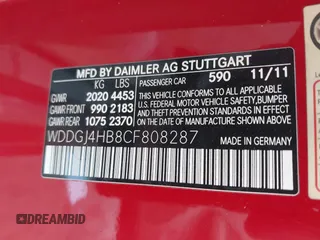 MFD BY DAIMLER AG STUTTGART
PASSENGER CAR 590 11/11
KG LBS
GVWR 2020 4453
GAWR FRONT 990 2183
GAWR REAR 1075 2370
THIS VEHICLE CONFORMS TO ALL APPLICABLE
U.S. FEDERAL MOTOR VEHICLE SAFETY, BUMPER
AND THEFT PREVENTION STANDARDS IN EFFECT
ON THE DATE OF MANUFACTURE SHOWN ABOVE
WDDGJ4HB8CF808287
MADE IN GERMANY
DREAMBID